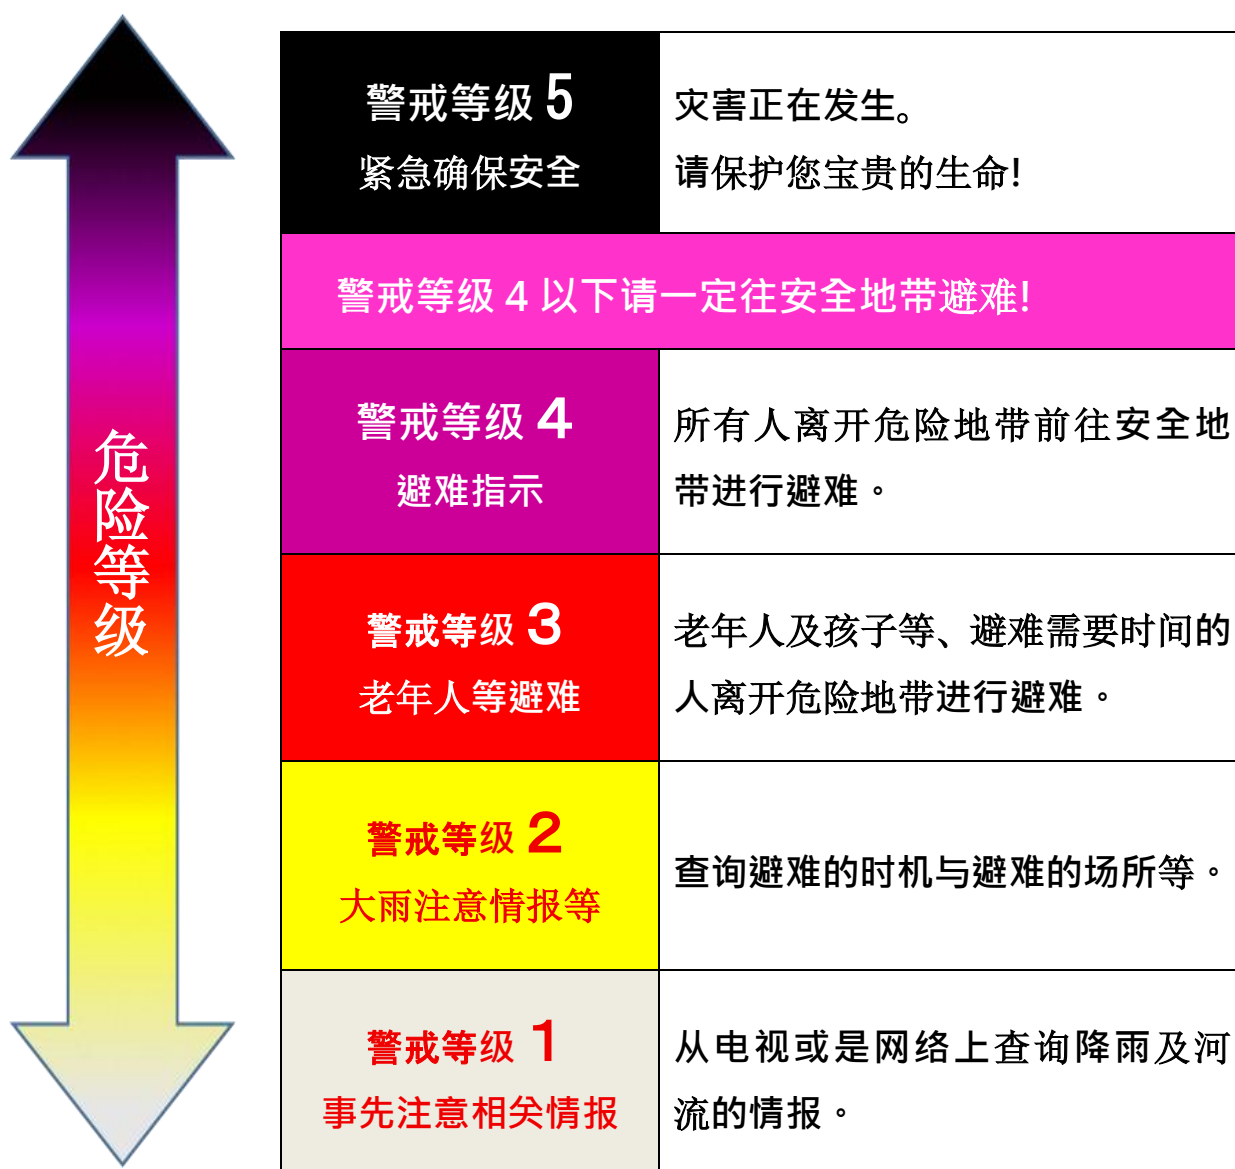 危险等级
警戒等级 5
紧急确保安全
灾害正在发生。
请保护您宝贵的生命!
警戒等级 4 以下请一定往安全地带避难!
警戒等级 4
避难指示
所有人离开危险地带前往安全地
带进行避难。
警戒等级 3
老年人等避难
老年人及孩子等、避难需要时间的
人离开危险地带进行避难。
警戒等级 2
大雨注意情报等
查询避难的时机与避难的场所等。
警戒等级 1
事先注意相关情报
从电视或是网络上查询降雨及河
流的情报。